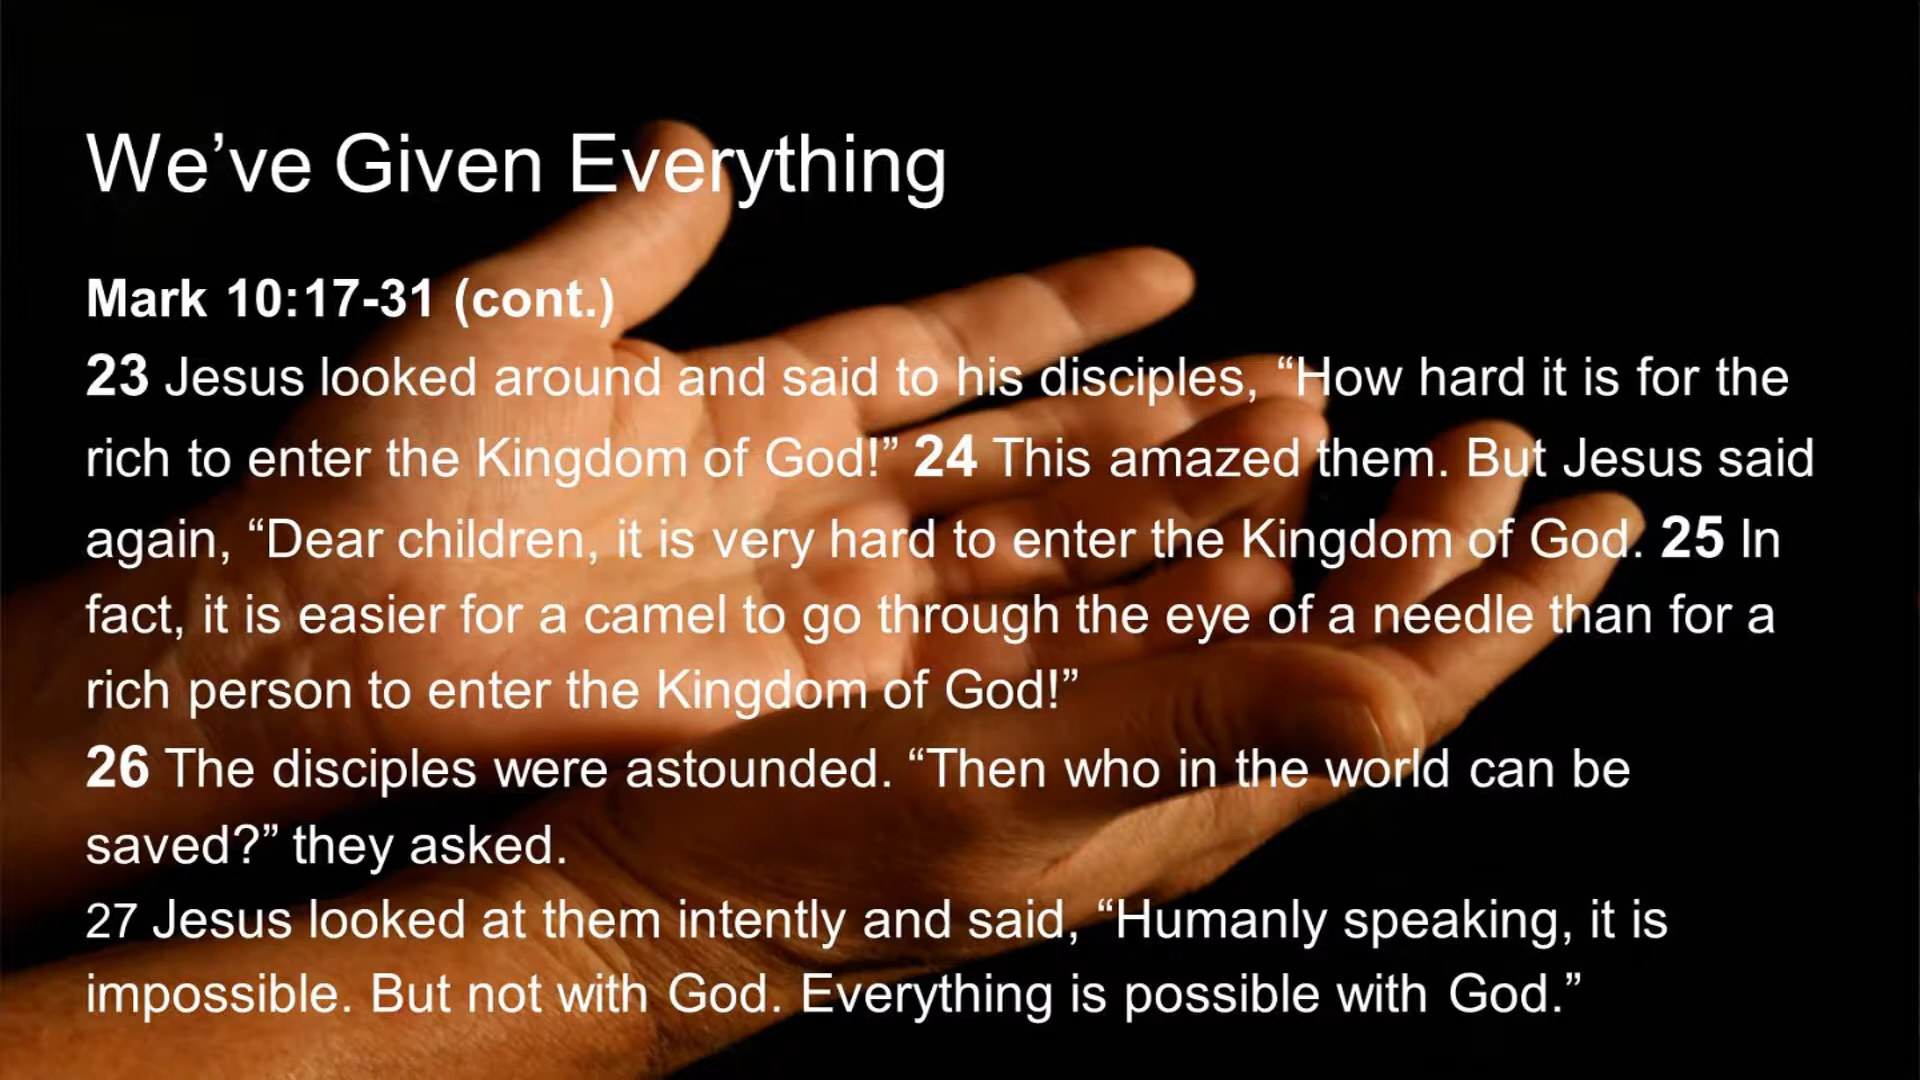 We’ve Given Everything
Mark 10:17-31 (cont.)
23 Jesus looked around and said to his disciples, “How hard it is for the
rich to enter the Kingdom of God!” 24 This amazed them. But Jesus said
again, “Dear children, it is very hard to enter the Kingdom of God. 25 In
fact, it is easier for a camel to go through the eye of a needle than for a
rich person to enter the Kingdom of God!”
26 The disciples were astounded. “Then who in the world can be
saved?” they asked.
27 Jesus looked at them intently and said, “Humanly speaking, it is
impossible. But not with God. Everything is possible with God.”